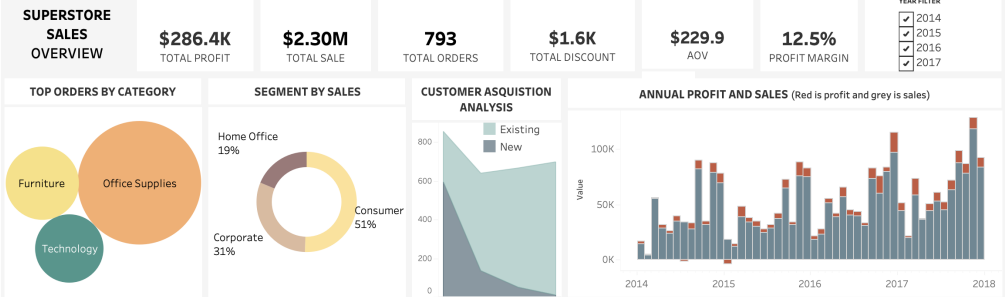 SUPERSTORE
SALES
OVERVIEW
$286.4K
TOTAL PROFIT
$2.30M
TOTAL SALE
793
TOTAL ORDERS
$1.6K
TOTAL DISCOUNT
$229.9
AOV
12.5%
PROFIT MARGIN
YEAR FILTER
2014
2015
2016
2017
TOP ORDERS BY CATEGORY
Furniture
Office Supplies
Technology
SEGMENT BY SALES
Home Office
19%
Consumer
51%
Corporate
31%
CUSTOMER ACQUISTION
ANALYSIS
Existing
New
800
600
400
200
0
ANNUAL PROFIT AND SALES (Red is profit and grey is sales)
Value
100K
50K
0K
2014
2015
2016
2017
2018